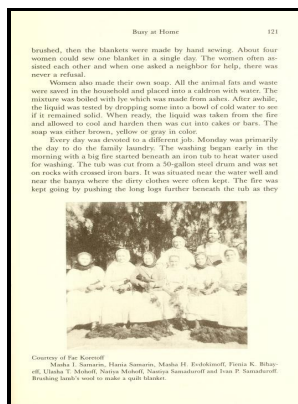 Busy at Home 121
brushed, then the blankets were made by hand sewing. About four
women could sew one blanket in a single day. The women often as-
sisted each other and when one asked a neighbor for help, there was
never a refusal.
Women also made their own soap. All the animal fats and waste
were saved in the household and placed into a caldron with water. The
mixture was boiled with lye which was made from ashes. After awhile,
the liquid was tested by dropping some into a bowl of cold water to see
if it remained solid. When ready, the liquid was taken from the fire
and allowed to cool and harden then was cut into cakes or bars. The
soap was either brown, yellow or gray in color.
Every day was devoted to a different job. Monday was primarily
the day to do the family laundry. The washing began early in the
morning with a big fire started beneath an iron tub to heat water used
for washing. The tub was cut from a 50-gallon steel drum and was set
on rocks with crossed iron bars. It was situated near the water well and
near the banya where the dirty clothes were often kept. The fire was
kept going by pushing the long logs further beneath the tub as they
Courtesy of Fae Koretoff
Masha I. Samarin, Hania Samarin, Masha H. Evdokimoff, Fienia K. Bibay-
eff, Uliasha T. Mohoff, Natiya Mohoff, Nastiya Samaduroff and Ivan P. Samaduroff.
Brushing lamb's wool to make a quilt blanket.